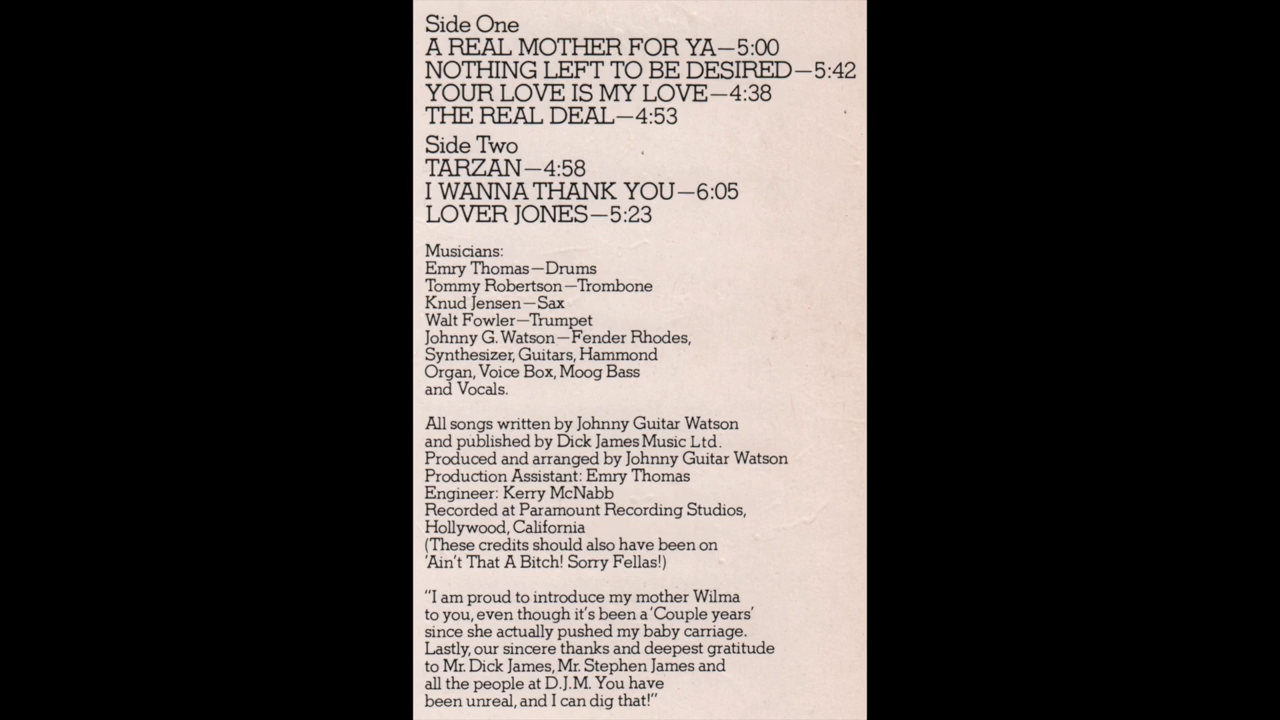 Side One
A REAL MOTHER FOR YA—5:00
NOTHING LEFT TO BE DESIRED—5:42
YOUR LOVE IS MY LOVE—4:38
THE REAL DEAL—4:53
Side Two
TARZAN—4:58
I WANNA THANK YOU—6:05
LOVER JONES—5:23
Musicians:
Emry Thomas—Drums
Tommy Robertson—Trombone
Knud Jensen—Sax
Walt Fowler—Trumpet
Johnny G. Watson—Fender Rhodes,
Synthesizer, Guitars, Hammond
Organ, Voice Box, Moog Bass
and Vocals.
All songs written by Johnny Guitar Watson
and published by Dick James Music Ltd.
Produced and arranged by Johnny Guitar Watson
Production Assistant: Emry Thomas
Engineer: Kerry McNabb
Recorded at Paramount Recording Studios,
Hollywood, California
(These credits should also have been on
'Ain't That A Bitch! Sorry Fellas!)
"I am proud to introduce my mother Wilma
to you, even though it's been a 'Couple years'
since she actually pushed my baby carriage.
Lastly, our sincere thanks and deepest gratitude
to Mr. Dick James, Mr. Stephen James and
all the people at D.J.M. You have
been unreal, and I can dig that!"